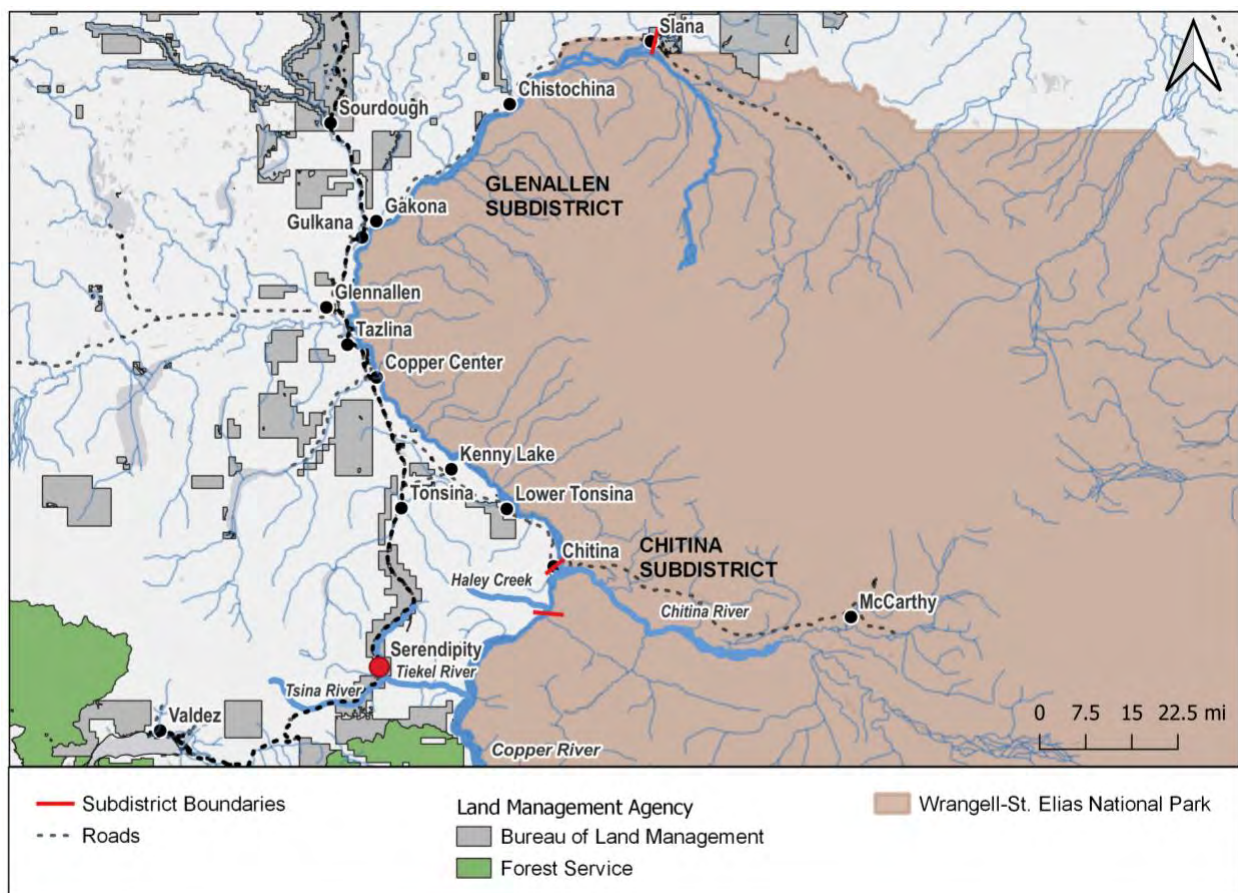 Slana
Chistochina
Sourdough
GLENALLEN
SUBDISTRICT
Gakona
Gulkana
Glennallen
Tazlina
Copper Center
Kenny Lake
Tonsina
Lower Tonsina
Chitina
CHITINA
SUBDISTRICT
Haley Creek
Chitina River
McCarthy
Serendipity
Tiekel River
Tsina River
Valdez
Copper River
0 7.5 15 22.5 mi
Subdistrict Boundaries
Roads
Land Management Agency
Bureau of Land Management
Forest Service
Wrangell-St. Elias National Park